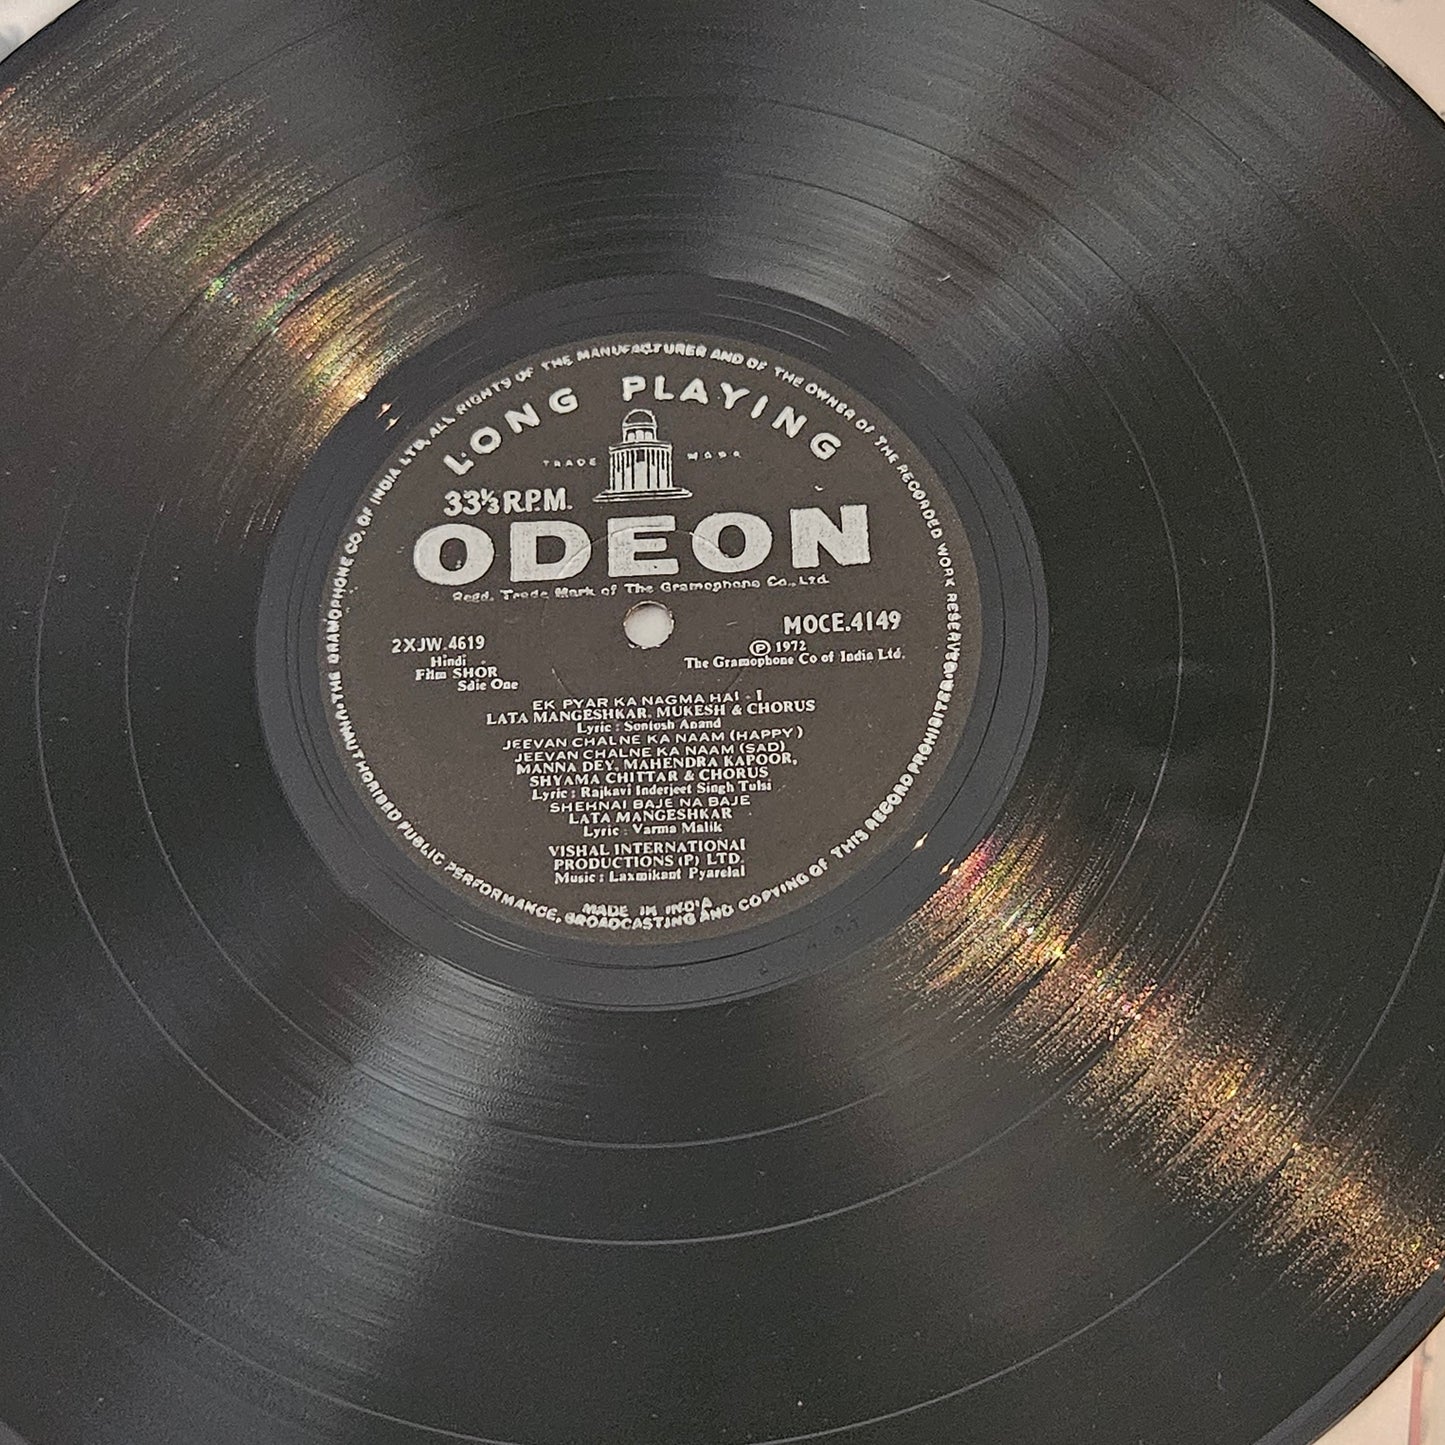 UNAUTHORISED PUBLIC PERFORMANCE, BROADCASTING AND COPYING OF THIS RECORD PROHIBITED
THE GRAMOPHONE CO. OF INDIA LTD. ALL RIGHTS OF THE MANUFACTURER AND OF THE OWNER OF THE RECORDED WORK RESERVED
LONG PLAYING
TRADE MARK
33⅓ R.P.M.
ODEON
Regd. Trade Mark of The Gramophone Co., Ltd.
MOCE.4149
2XJW.4619
Ⓟ 1972
Hindi
The Gramophone Co of India Ltd.
Film SHOR
Sdie One
EK PYAR KA NAGMA HAI - I
LATA MANGESHKAR, MUKESH & CHORUS
Lyric : Sontosh Anand
JEEVAN CHALNE KA NAAM (HAPPY)
JEEVAN CHALNE KA NAAM (SAD)
MANNA DEY, MAHENDRA KAPOOR,
SHYAMA CHITTAR & CHORUS
Lyric : Rajkavi Inderjeet Singh Tulsi
SHEHNAI BAJE NA BAJE
LATA MANGESHKAR
Lyric : Varma Malik
VISHAL INTERNATIONAL
PRODUCTIONS (P) LTD.
Music : Laxmikant Pyarelal
MADE IN INDIA